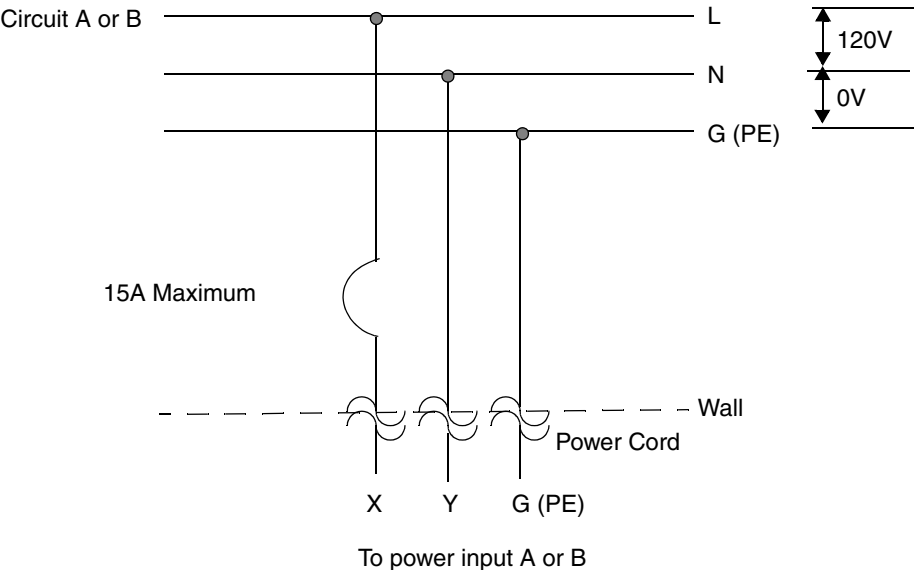 Circuit A or B
L
120V
N
0V
G (PE)
15A Maximum
Wall
Power Cord
X Y G (PE)
To power input A or B